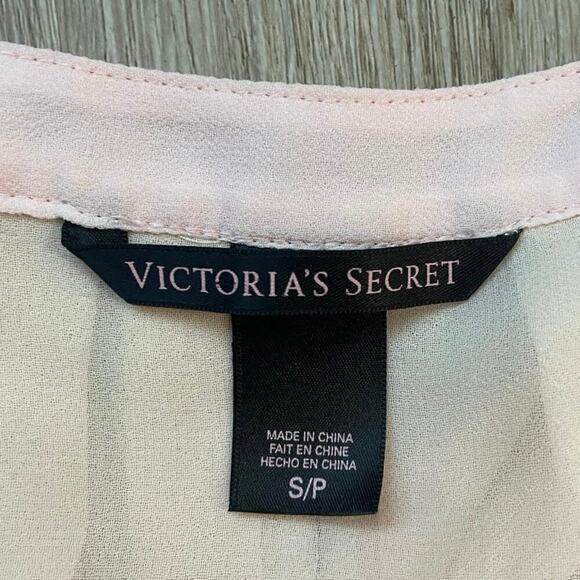 VICTORIA'S SECRET
MADE IN CHINA
FAIT EN CHINE
HECHO EN CHINA
S/P